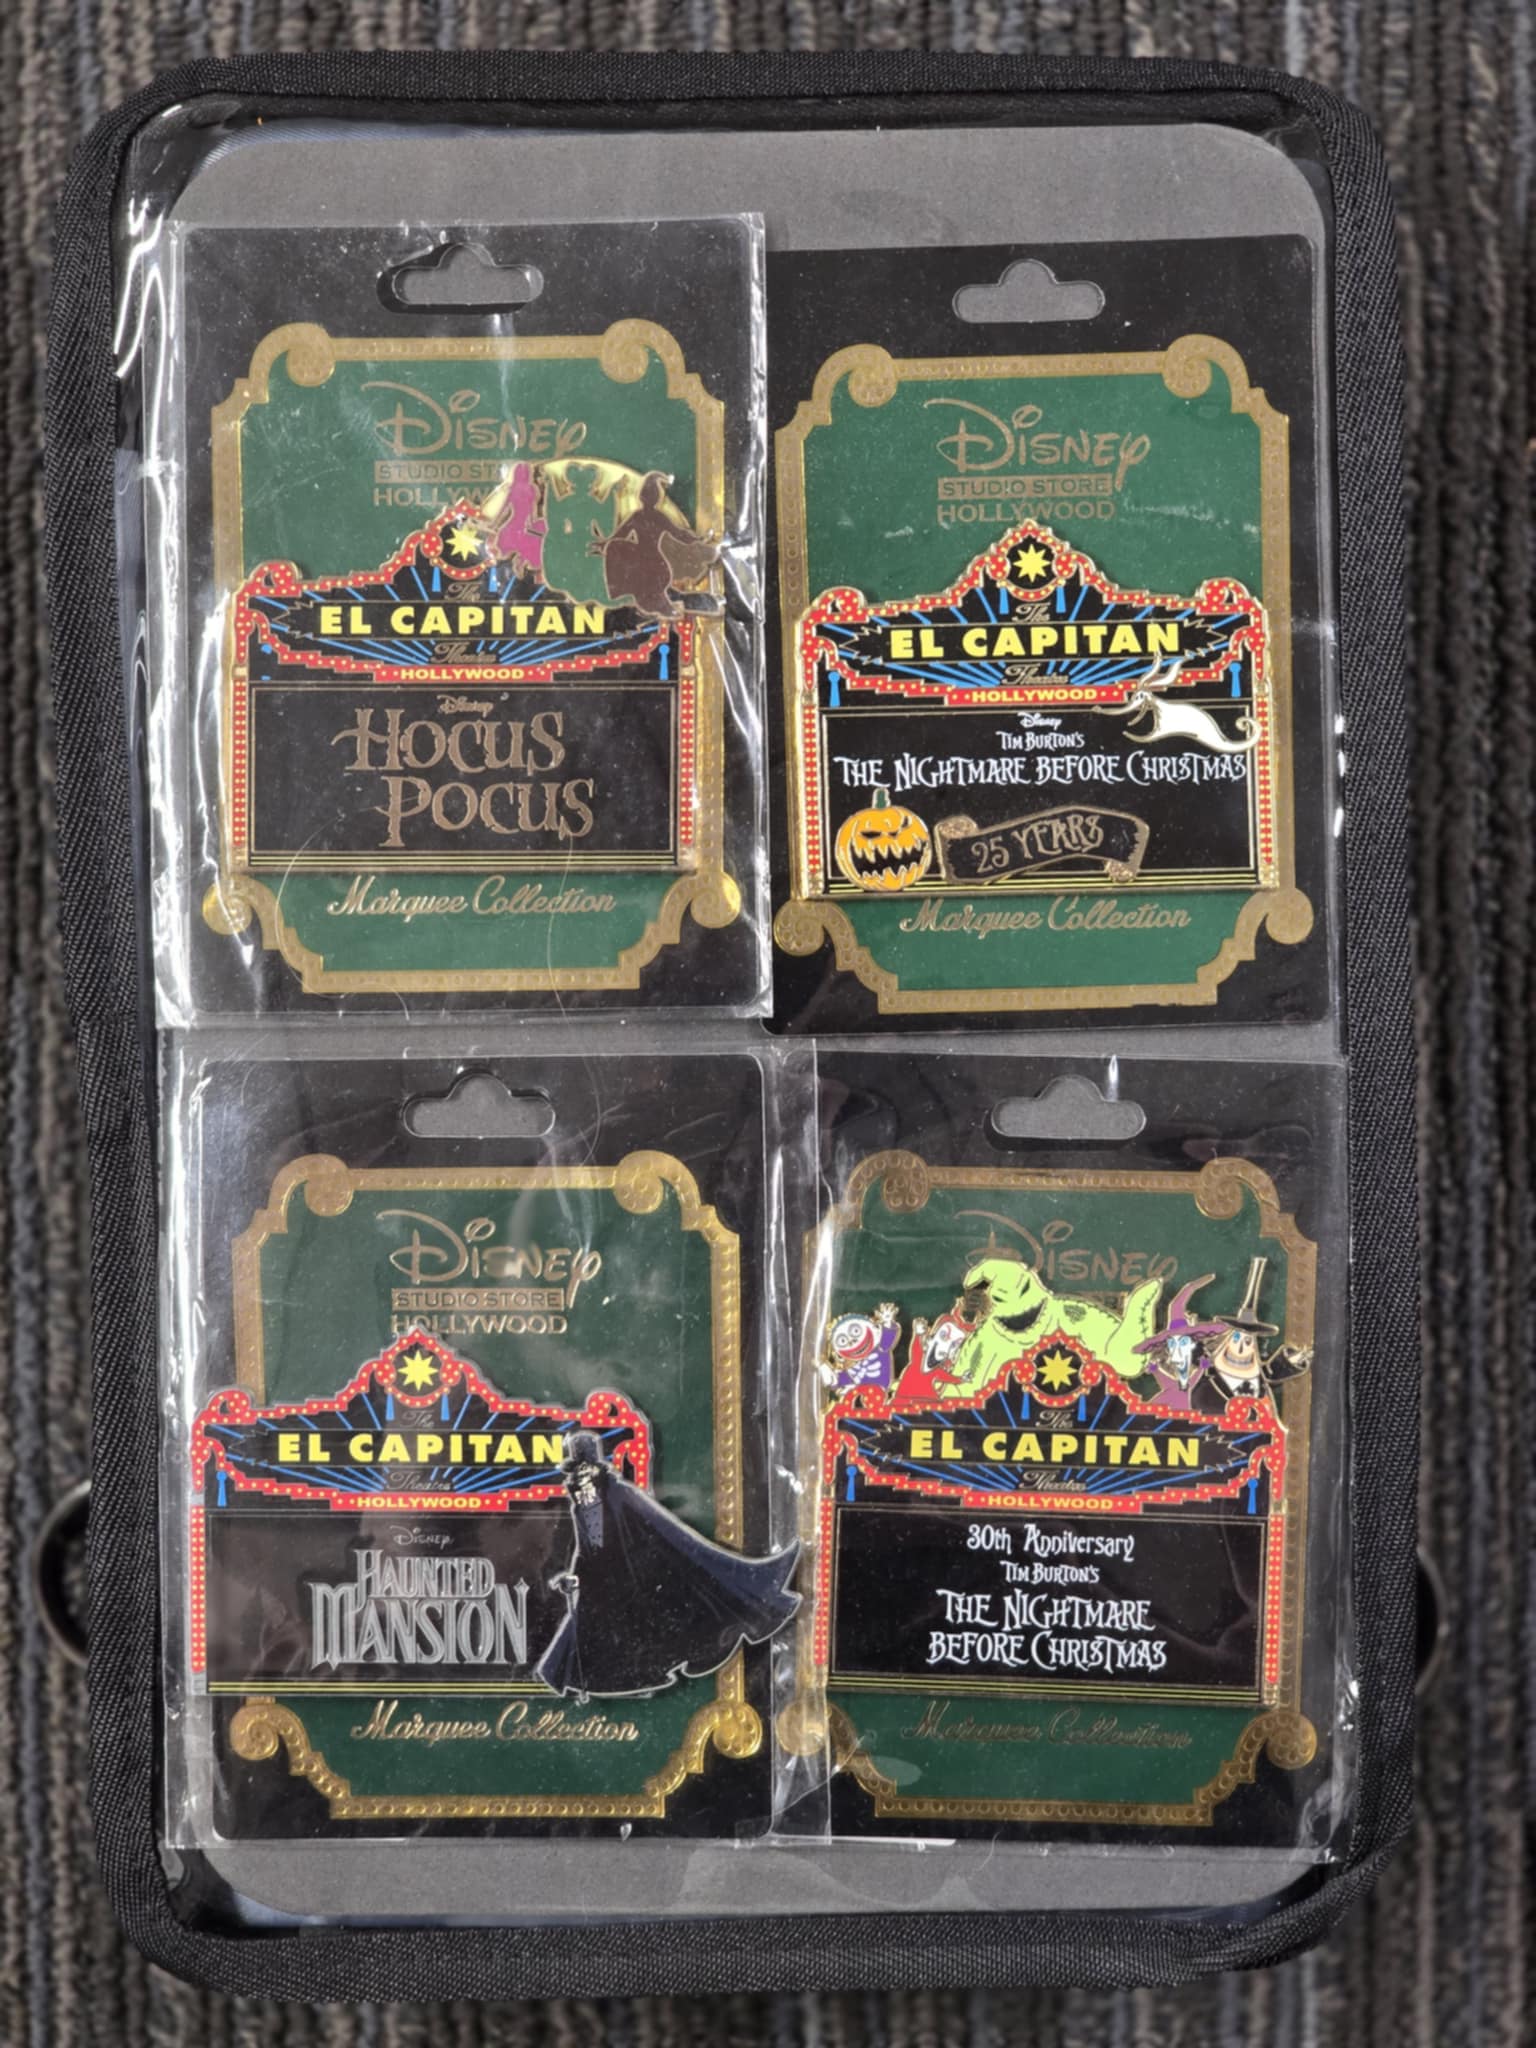 Disney
STUDIO ST
HOLLYW
The
EL CAPITAN
Theatre
HOLLYWOOD
Disney
HOCUS
POCUS
Marquee Collection
Disney
STUDIO STORE
HOLLYWOOD
The
EL CAPITAN
Theatre
HOLLYWOOD
Disney
TIM BURTON'S
THE NIGHTMARE BEFORE CHRISTMAS
25 YEARS
Marquee Collection
Disney
STUDIO STORE
HOLLYWOOD
The
EL CAPITAN
Theatre
HOLLYWOOD
DISNEY
HAUNTED
MANSION
Marquee Collection
Disney
The
EL CAPITAN
Theatre
HOLLYWOOD
30th Anniversary
TIM BURTON'S
THE NIGHTMARE
BEFORE CHRISTMAS
Marquee Collection